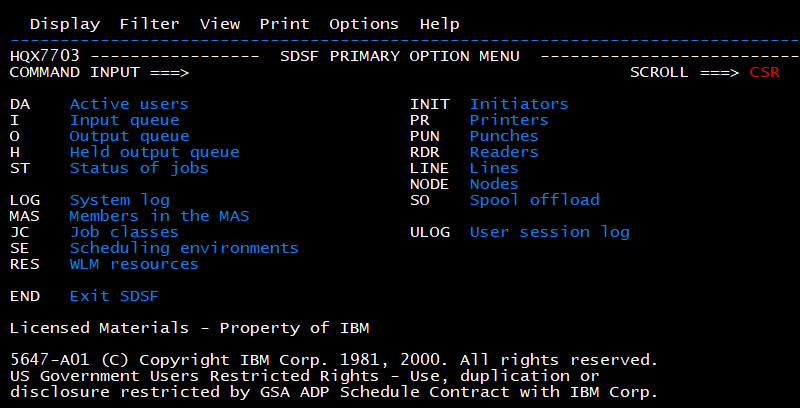 Display Filter View Print Options Help
HQX7703 ----------------- SDSF PRIMARY OPTION MENU --------------------------
COMMAND INPUT ===> SCROLL ===> CSR
DA Active users INIT Initiators
I Input queue PR Printers
O Output queue PUN Punches
H Held output queue RDR Readers
ST Status of jobs LINE Lines
NODE Nodes
LOG System log SO Spool offload
MAS Members in the MAS
JC Job classes ULOG User session log
SE Scheduling environments
RES WLM resources
END Exit SDSF
Licensed Materials - Property of IBM
5647-A01 (C) Copyright IBM Corp. 1981, 2000. All rights reserved.
US Government Users Restricted Rights - Use, duplication or
disclosure restricted by GSA ADP Schedule Contract with IBM Corp.